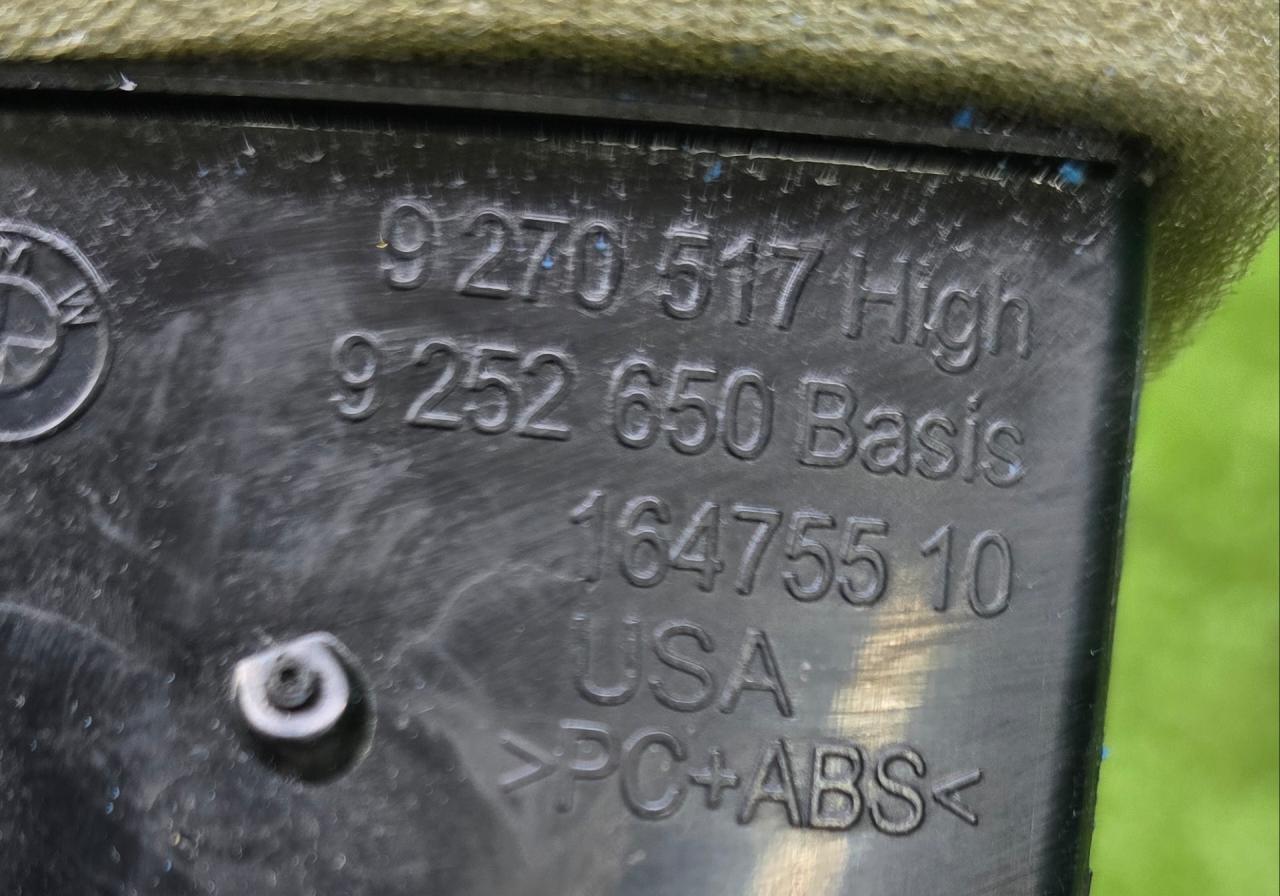 M W
9 270 517 High
9 252 650 Basis
164755 10
USA
>PC+ABS<